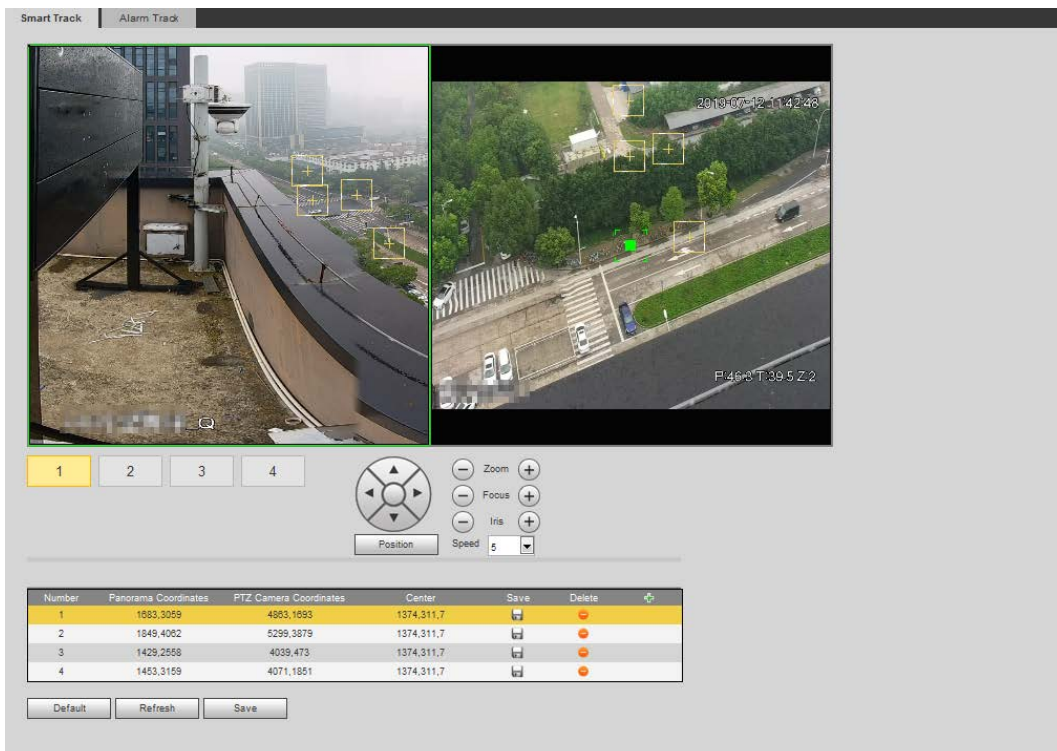 Smart Track Alarm Track
2019-07-12 11:42:48
P:46.3 T:39.5 Z:2
1 2 3 4
Zoom
Focus
Iris
Position Speed 5
Number Panorama Coordinates PTZ Camera Coordinates Center Save Delete
1 1683,3059 4863,1693 1374,311,7
2 1849,4062 5299,3879 1374,311,7
3 1429,2558 4039,473 1374,311,7
4 1453,3159 4071,1851 1374,311,7
Default Refresh Save